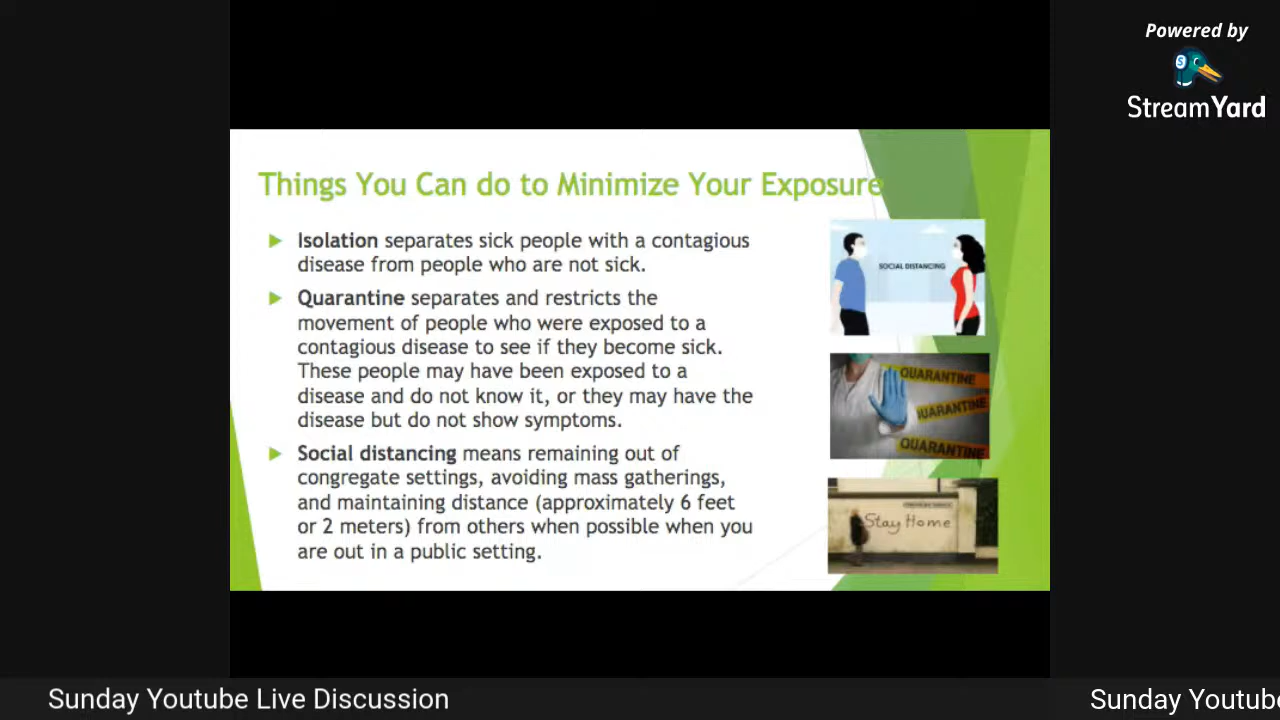 Powered by
StreamYard
Things You Can do to Minimize Your Exposure
Isolation separates sick people with a contagious
disease from people who are not sick.
Quarantine separates and restricts the
movement of people who were exposed to a
contagious disease to see if they become sick.
These people may have been exposed to a
disease and do not know it, or they may have the
disease but do not show symptoms.
Social distancing means remaining out of
congregate settings, avoiding mass gatherings,
and maintaining distance (approximately 6 feet
or 2 meters) from others when possible when you
are out in a public setting.
SOCIAL DISTANCING
QUARANTINE
QUARANTINE
QUARANTINE
Stay Home
Sunday Youtube Live Discussion
Sunday Youtube